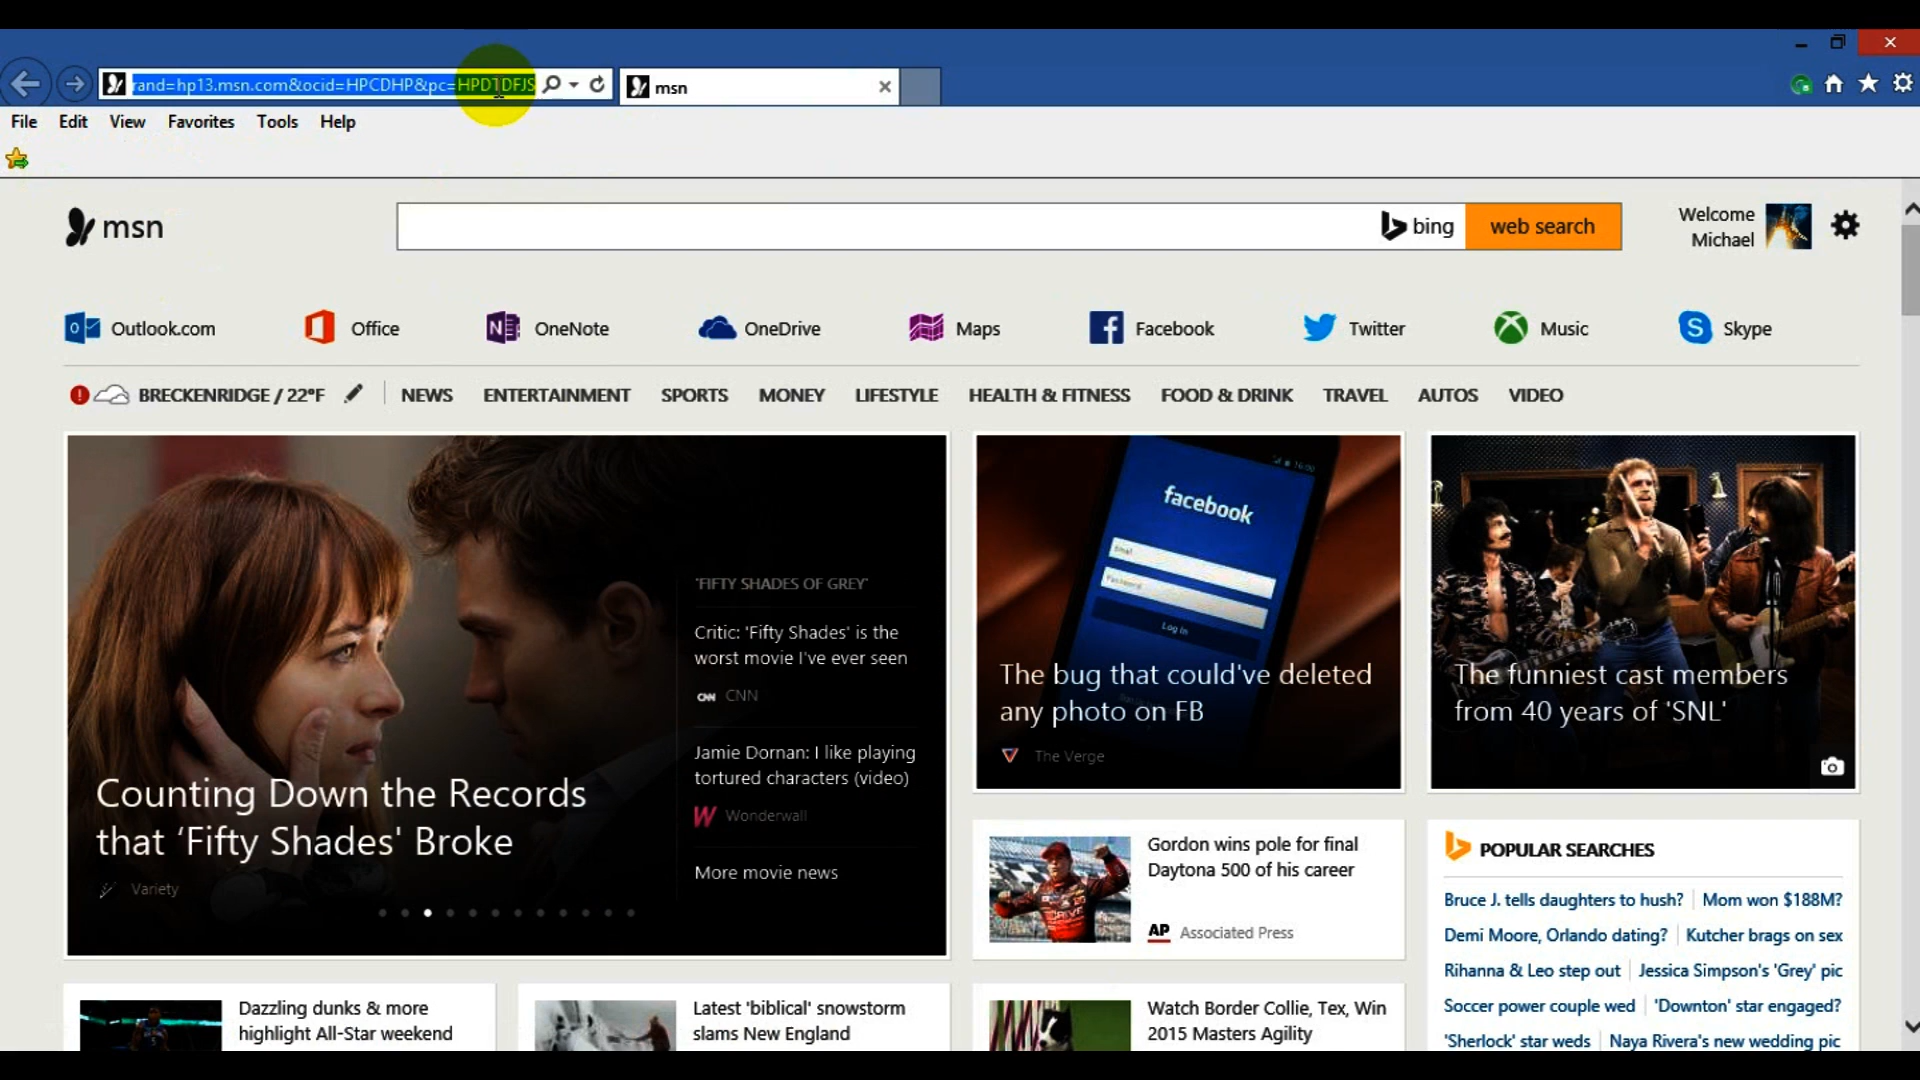 rand=hp13.msn.com&ocid=HPCDHP&pc=HPDTDFJS
msn
File Edit View Favorites Tools Help
msn
bing
web search
Welcome
Michael
Outlook.com Office OneNote OneDrive Maps Facebook Twitter Music Skype
BRECKENRIDGE / 22°F NEWS ENTERTAINMENT SPORTS MONEY LIFESTYLE HEALTH & FITNESS FOOD & DRINK TRAVEL AUTOS VIDEO
'FIFTY SHADES OF GREY'
Critic: 'Fifty Shades' is the
worst movie I've ever seen
CNN CNN
Jamie Dornan: I like playing
tortured characters (video)
Wonderwall
More movie news
Counting Down the Records
that ‘Fifty Shades' Broke
Variety
facebook
Email
Password
Log In
The bug that could've deleted
any photo on FB
The Verge
The funniest cast members
from 40 years of 'SNL'
Gordon wins pole for final
Daytona 500 of his career
AP Associated Press
POPULAR SEARCHES
Bruce J. tells daughters to hush? Mom won $188M?
Demi Moore, Orlando dating? Kutcher brags on sex
Rihanna & Leo step out Jessica Simpson's 'Grey' pic
Soccer power couple wed 'Downton' star engaged?
'Sherlock' star weds Naya Rivera's new wedding pic
Dazzling dunks & more
highlight All-Star weekend
Latest 'biblical' snowstorm
slams New England
Watch Border Collie, Tex, Win
2015 Masters Agility